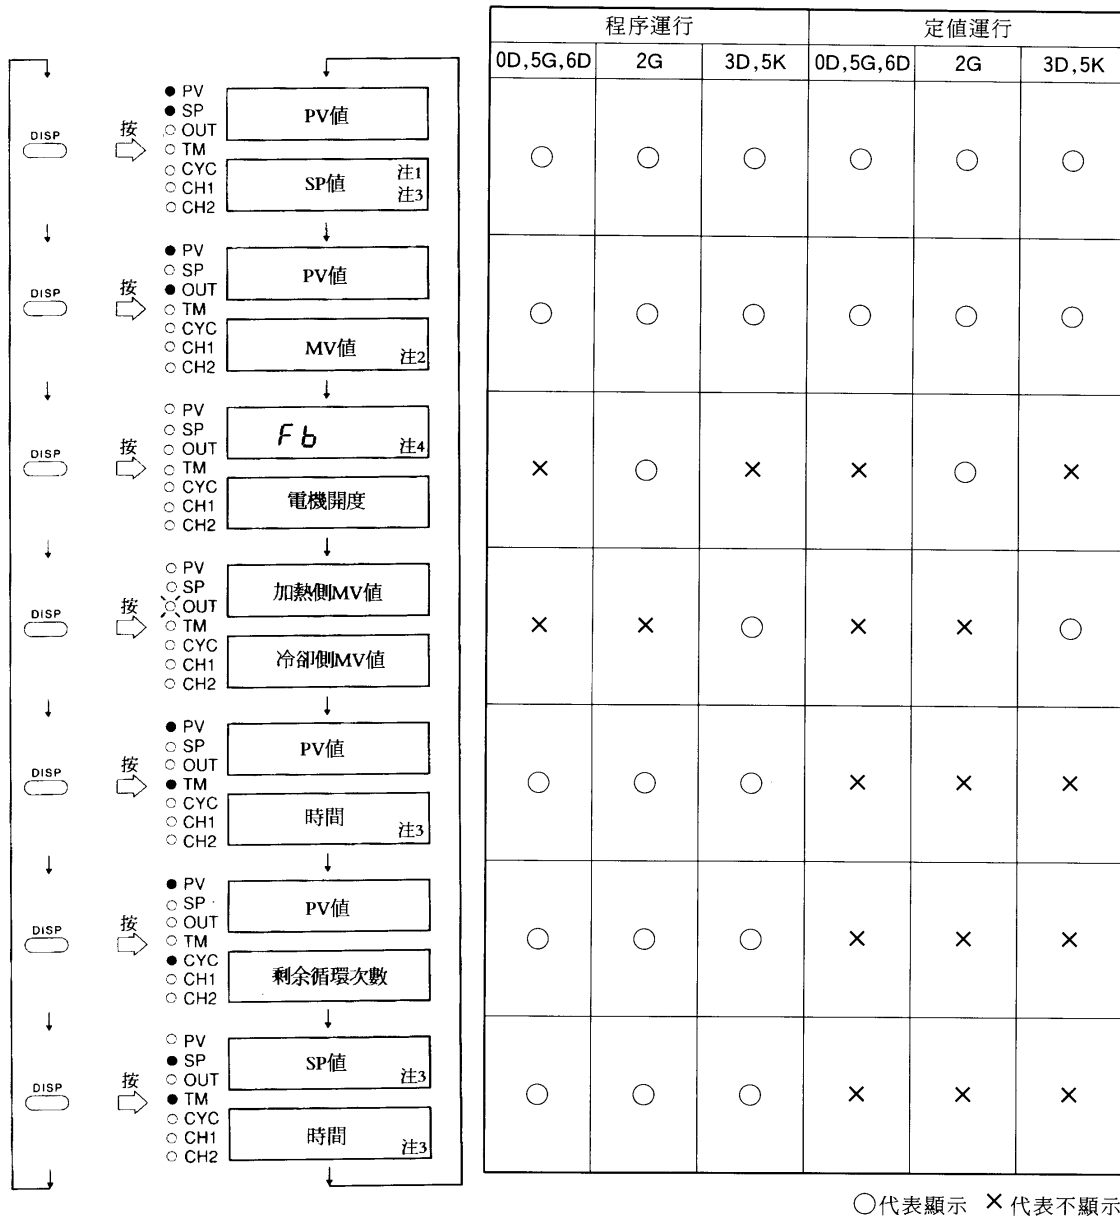 程序運行 定值運行
0D,5G,6D 2G 3D,5K 0D,5G,6D 2G 3D,5K
DISP 按
PV
SP
OUT
TM
CYC
CH1
CH2
PV值
SP值 注1 注3
○ ○ ○ ○ ○ ○
DISP 按
PV
SP
OUT
TM
CYC
CH1
CH2
PV值
MV值 注2
○ ○ ○ ○ ○ ○
DISP 按
PV
SP
OUT
TM
CYC
CH1
CH2
Fb 注4
電機開度
× ○ × × ○ ×
DISP 按
PV
SP
OUT
TM
CYC
CH1
CH2
加熱側MV值
冷卻側MV值
× × ○ × × ○
DISP 按
PV
SP
OUT
TM
CYC
CH1
CH2
PV值
時間 注3
○ ○ ○ × × ×
DISP 按
PV
SP
OUT
TM
CYC
CH1
CH2
PV值
剩余循環次數
○ ○ ○ × × ×
DISP 按
PV
SP
OUT
TM
CYC
CH1
CH2
SP值 注3
時間 注3
○ ○ ○ × × ×
○代表顯示 ×代表不顯示